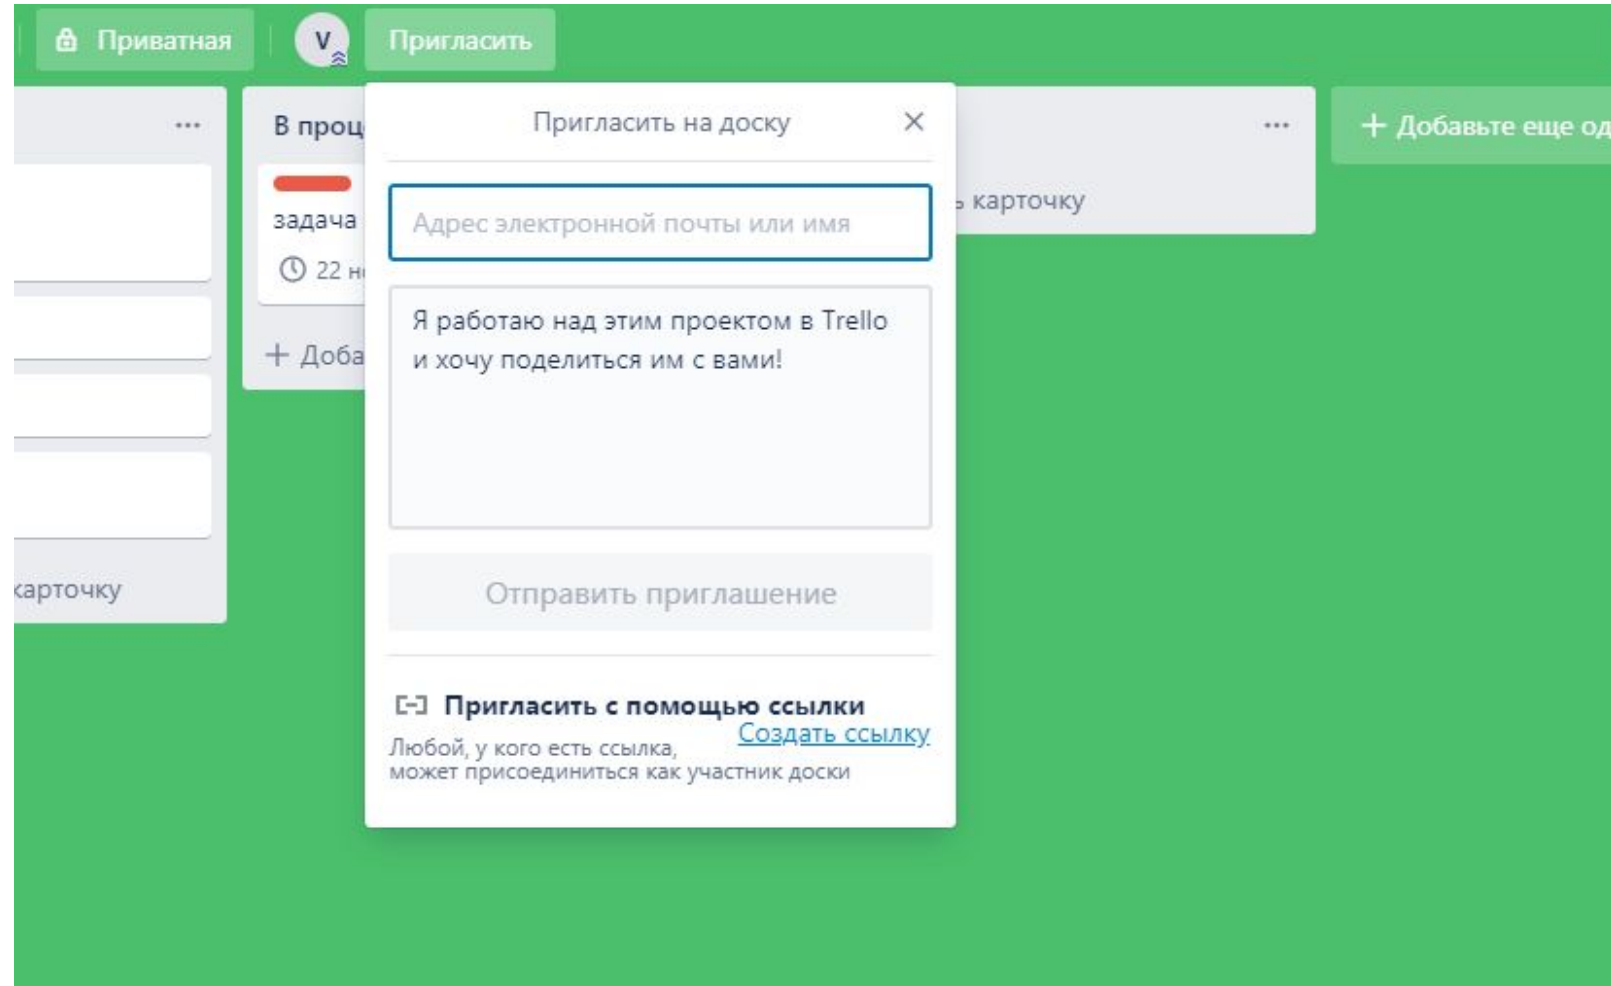 Приватная
V
Пригласить
В проц
задача
22 н
+ Доба
карточку
Пригласить на доску
Адрес электронной почты или имя
Я работаю над этим проектом в Trello
и хочу поделиться им с вами!
Отправить приглашение
Пригласить с помощью ссылки
Создать ссылку
Любой, у кого есть ссылка,
может присоединиться как участник доски
ь карточку
+ Добавьте еще од